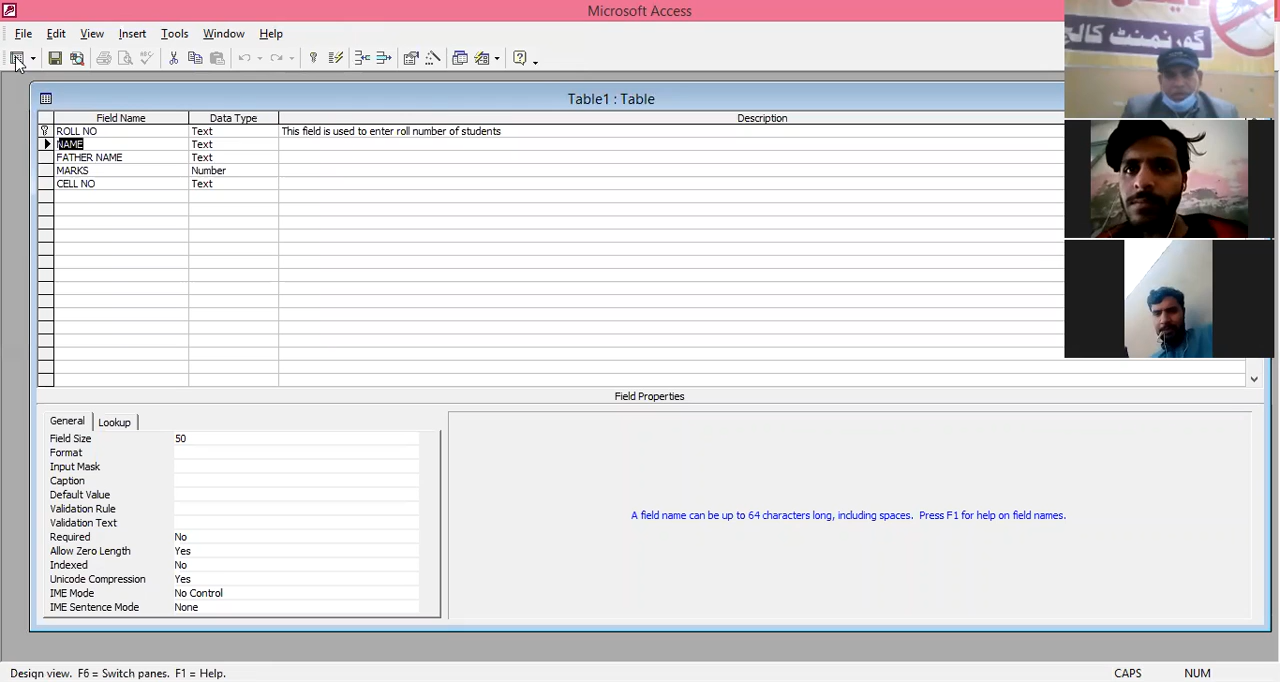 Microsoft Access
File Edit View Insert Tools Window Help
Table1 : Table
Field Name Data Type Description
ROLL NO Text This field is used to enter roll number of students
NAME Text
FATHER NAME Text
MARKS Number
CELL NO Text
Field Properties
General Lookup
Field Size 50
Format
Input Mask
Caption
Default Value
Validation Rule
Validation Text
Required No
Allow Zero Length Yes
Indexed No
Unicode Compression Yes
IME Mode No Control
IME Sentence Mode None
A field name can be up to 64 characters long, including spaces. Press F1 for help on field names.
Design view. F6 = Switch panes. F1 = Help. CAPS NUM
گورنمنٹ کالج